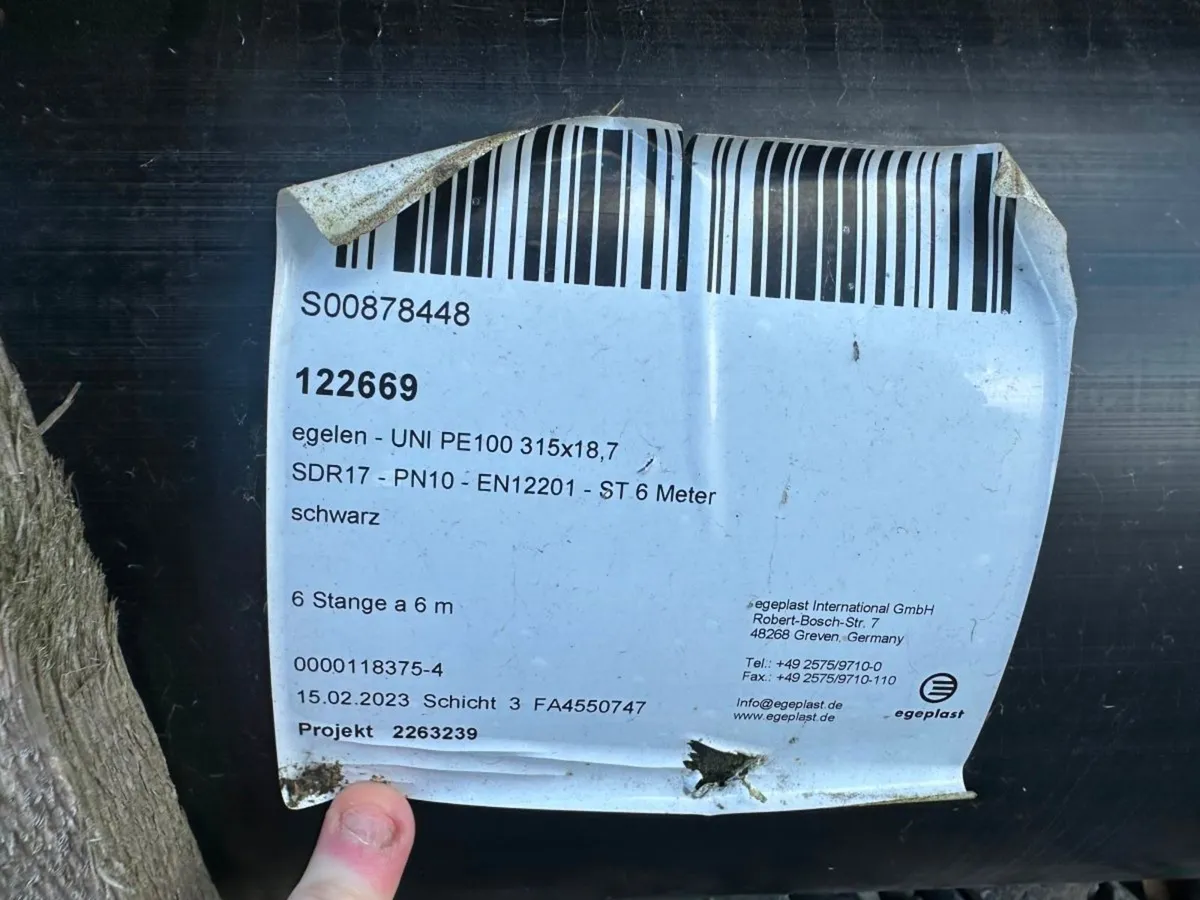 S00878448
122669
egelen - UNI PE100 315x18,7
SDR17 - PN10 - EN12201 - ST 6 Meter
schwarz
6 Stange a 6 m
0000118375-4
15.02.2023 Schicht 3 FA4550747
Projekt 2263239
egeplast International GmbH
Robert-Bosch-Str. 7
48268 Greven, Germany
Tel.: +49 2575/9710-0
Fax.: +49 2575/9710-110
Info@egeplast.de
www.egeplast.de
egeplast